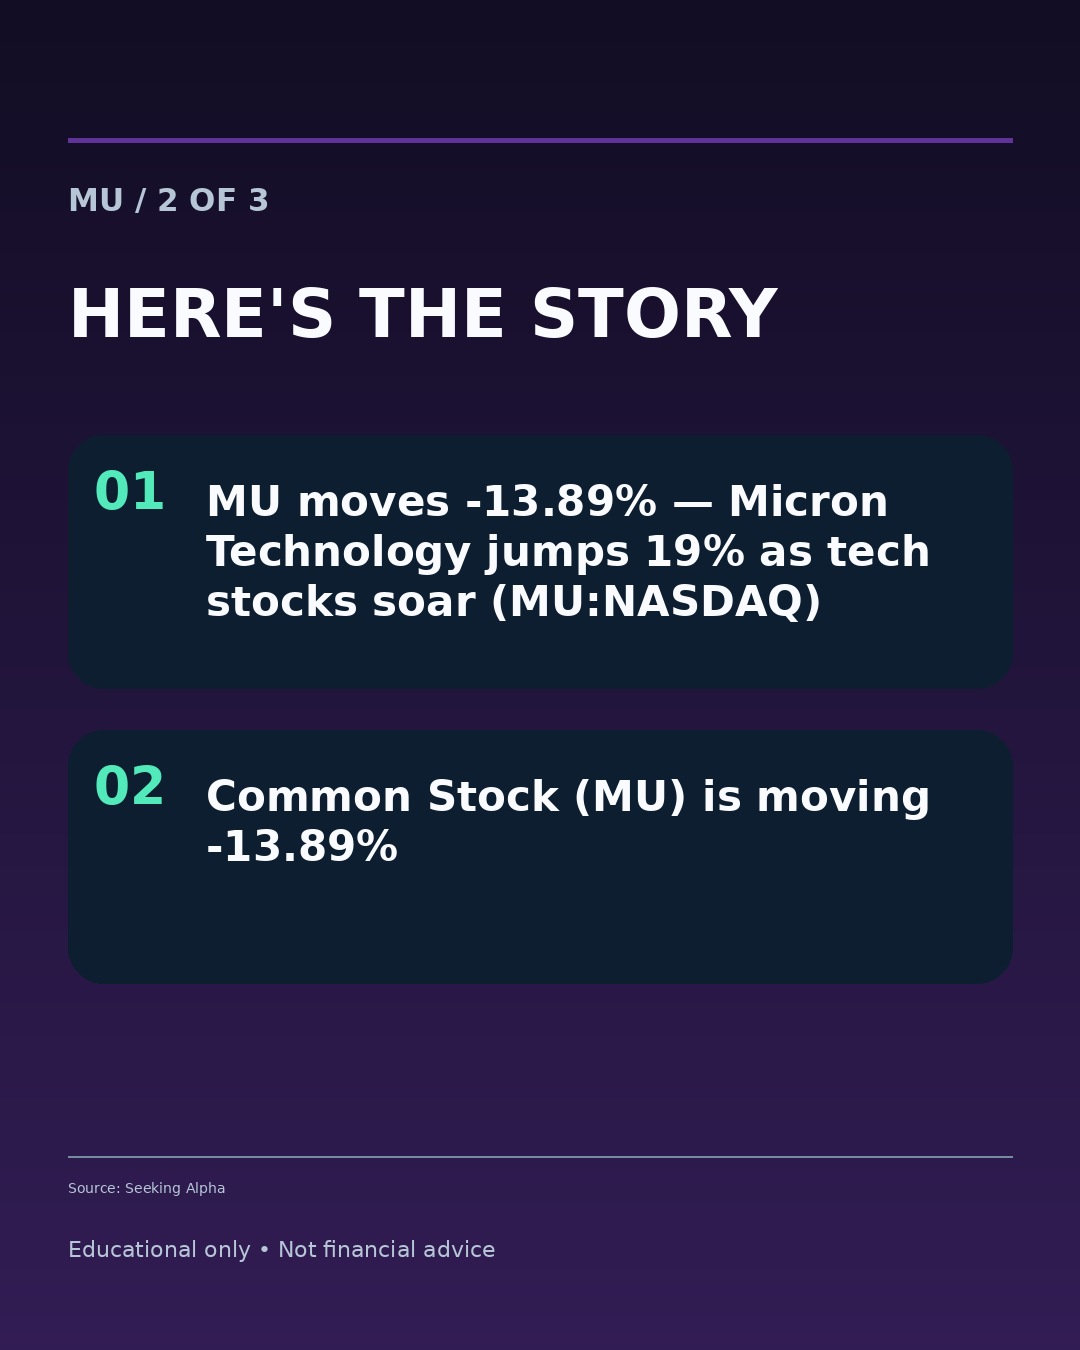 MU / 2 OF 3
HERE'S THE STORY
01
MU moves -13.89% — Micron
Technology jumps 19% as tech
stocks soar (MU:NASDAQ)
02
Common Stock (MU) is moving
-13.89%
Source: Seeking Alpha
Educational only • Not financial advice